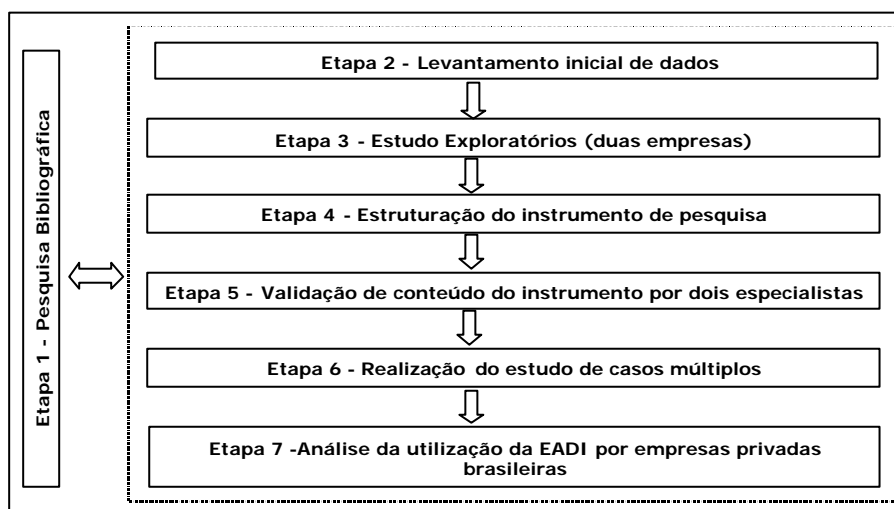 Etapa 1 - Pesquisa Bibliográfica
Etapa 2 - Levantamento inicial de dados
Etapa 3 - Estudo Exploratórios (duas empresas)
Etapa 4 - Estruturação do instrumento de pesquisa
Etapa 5 - Validação de conteúdo do instrumento por dois especialistas
Etapa 6 - Realização do estudo de casos múltiplos
Etapa 7 -Análise da utilização da EADI por empresas privadas
brasileiras